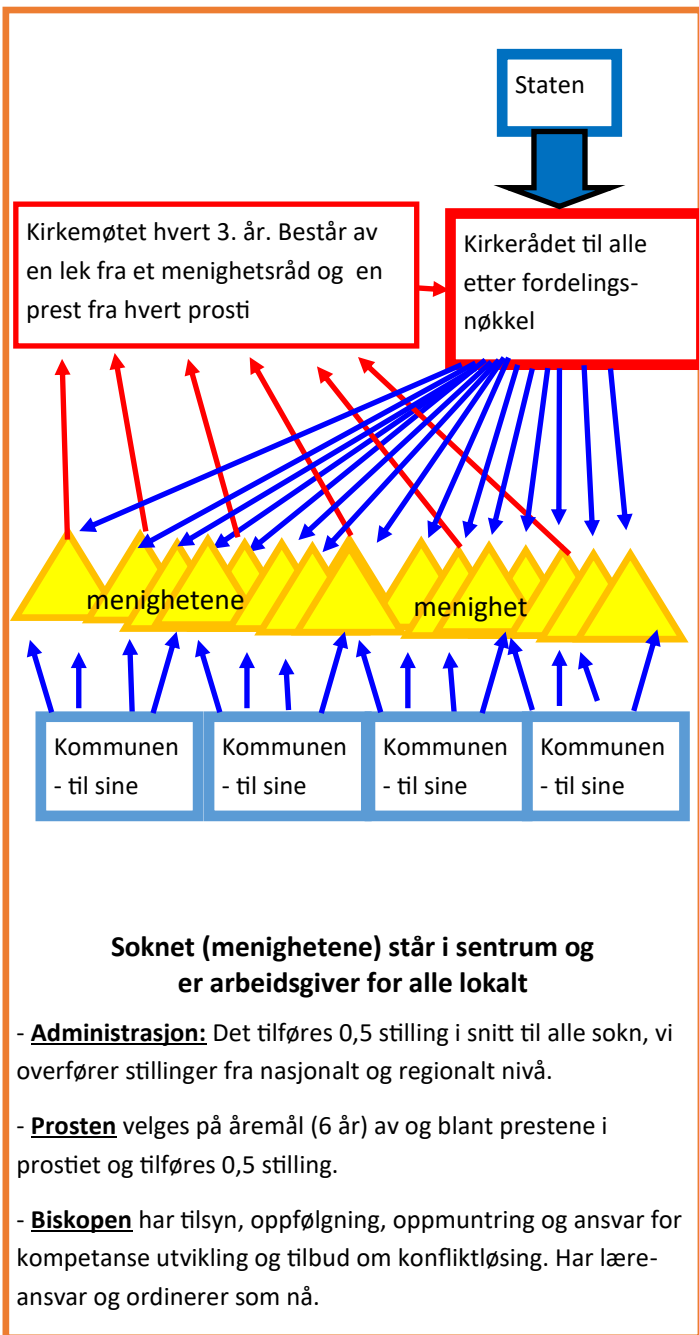 Staten
Kirkemøtet hvert 3. år. Består av
en lek fra et menighetsråd og  en
prest fra hvert prosti
Kirkerådet til alle
etter fordelings-
nøkkel
menighetene
menighet
Kommunen
- til sine
Kommunen
- til sine
Kommunen
- til sine
Kommunen
- til sine
Soknet (menighetene) står i sentrum og
er arbeidsgiver for alle lokalt
- Administrasjon: Det tilføres 0,5 stilling i snitt til alle sokn, vi
overfører stillinger fra nasjonalt og regionalt nivå.
- Prosten velges på åremål (6 år) av og blant prestene i
prostiet og tilføres 0,5 stilling.
- Biskopen har tilsyn, oppfølgning, oppmuntring og ansvar for
kompetanse utvikling og tilbud om konfliktløsing. Har lære-
ansvar og ordinerer som nå.